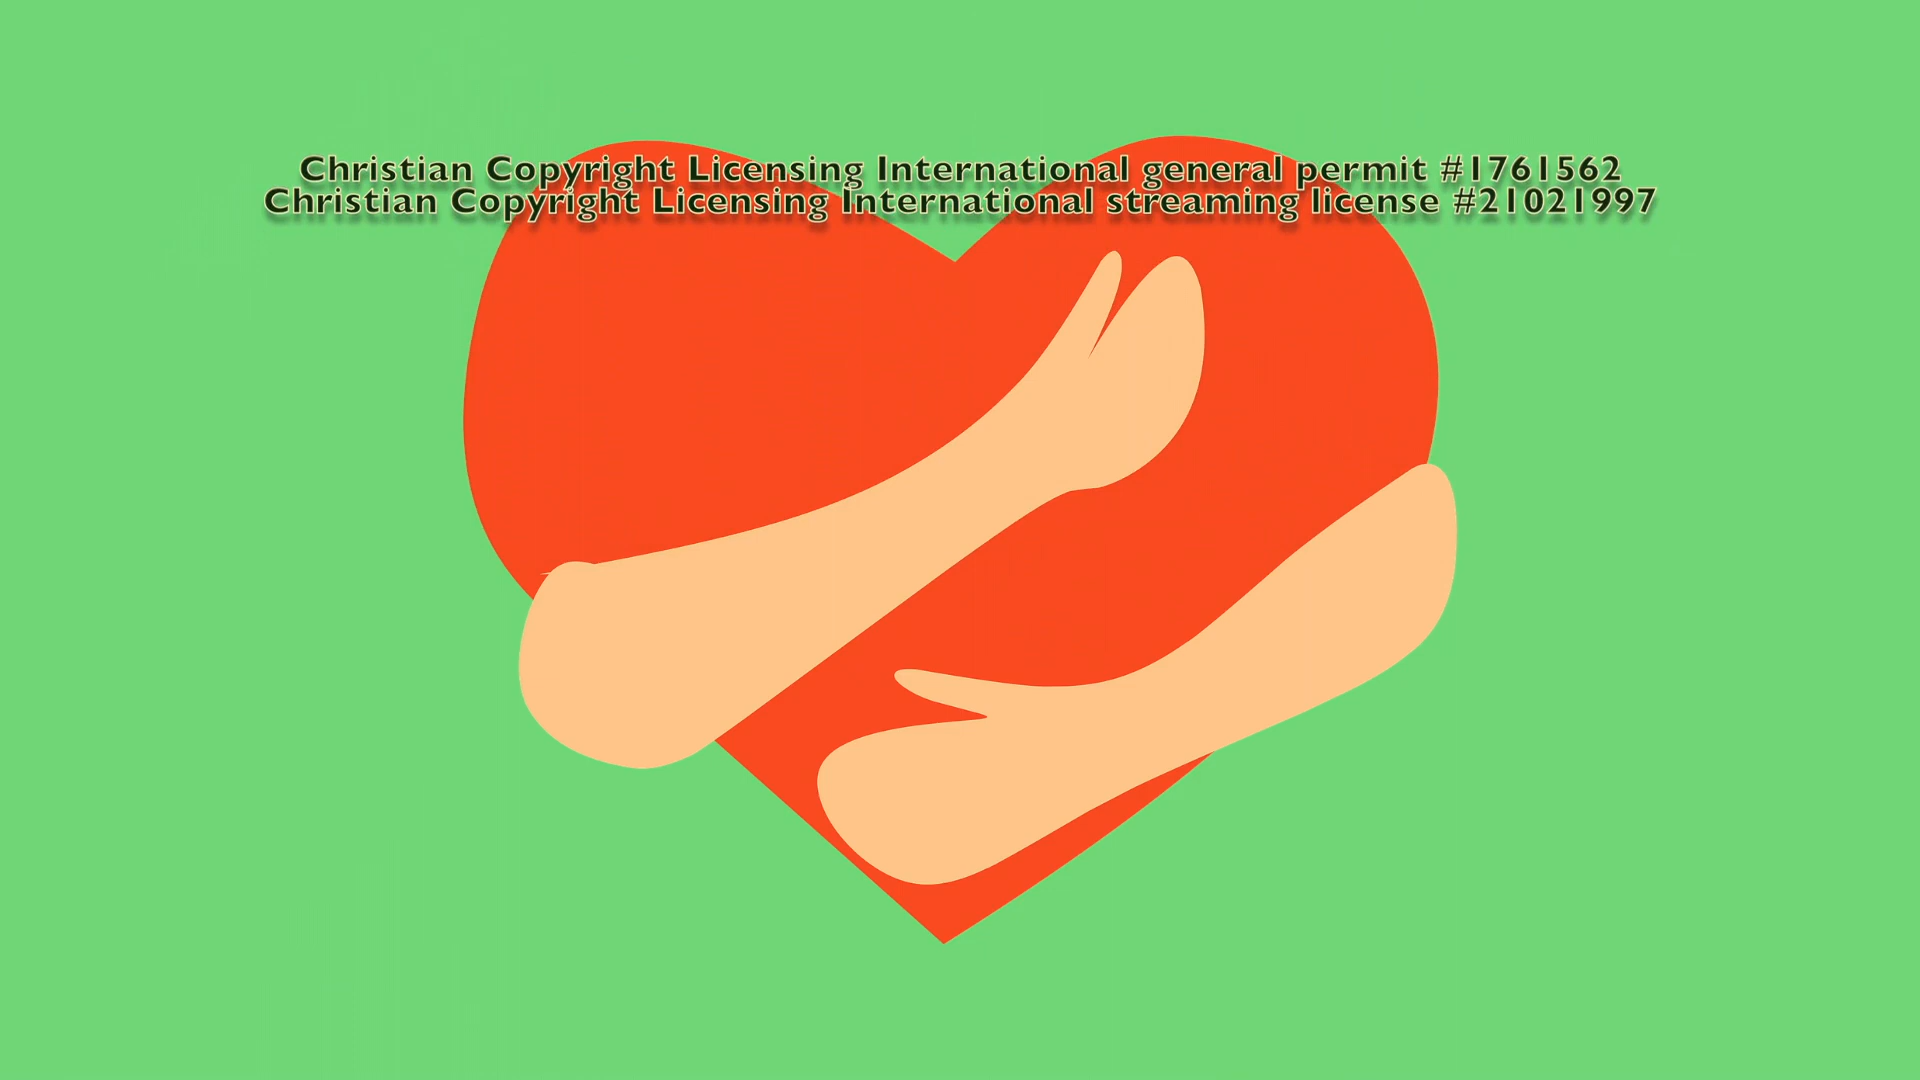 Christian Copyright Licensing International general permit #1761562
Christian Copyright Licensing International streaming license #21021997